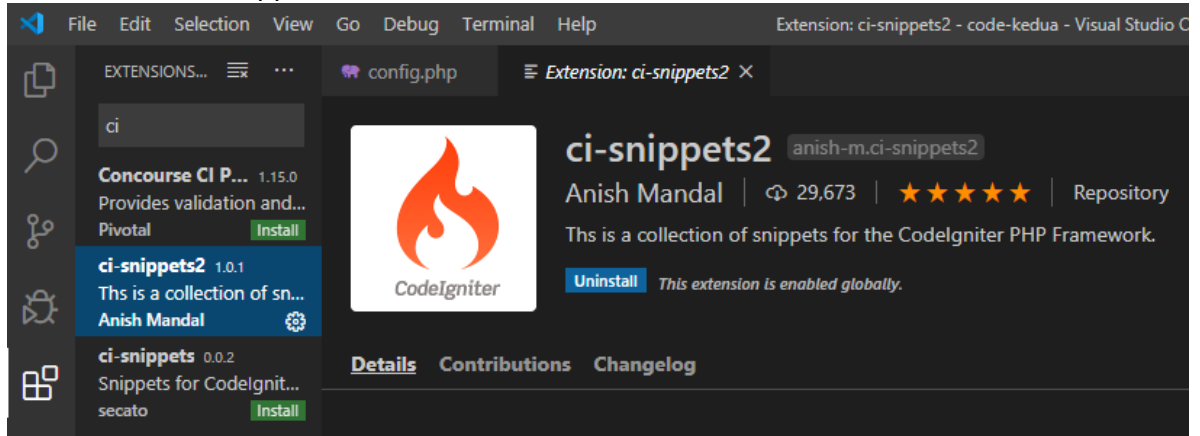 File Edit Selection View Go Debug Terminal Help Extension: ci-snippets2 - code-kedua - Visual Studio C
EXTENSIONS... ...
config.php
Extension: ci-snippets2
ci
Concourse CI P... 1.15.0
Provides validation and...
Pivotal Install
ci-snippets2 1.0.1
Ths is a collection of sn...
Anish Mandal
ci-snippets 0.0.2
Snippets for CodeIgnit...
secato Install
CodeIgniter
ci-snippets2 anish-m.ci-snippets2
Anish Mandal 29,673 Repository
Ths is a collection of snippets for the CodeIgniter PHP Framework.
Uninstall This extension is enabled globally.
Details Contributions Changelog